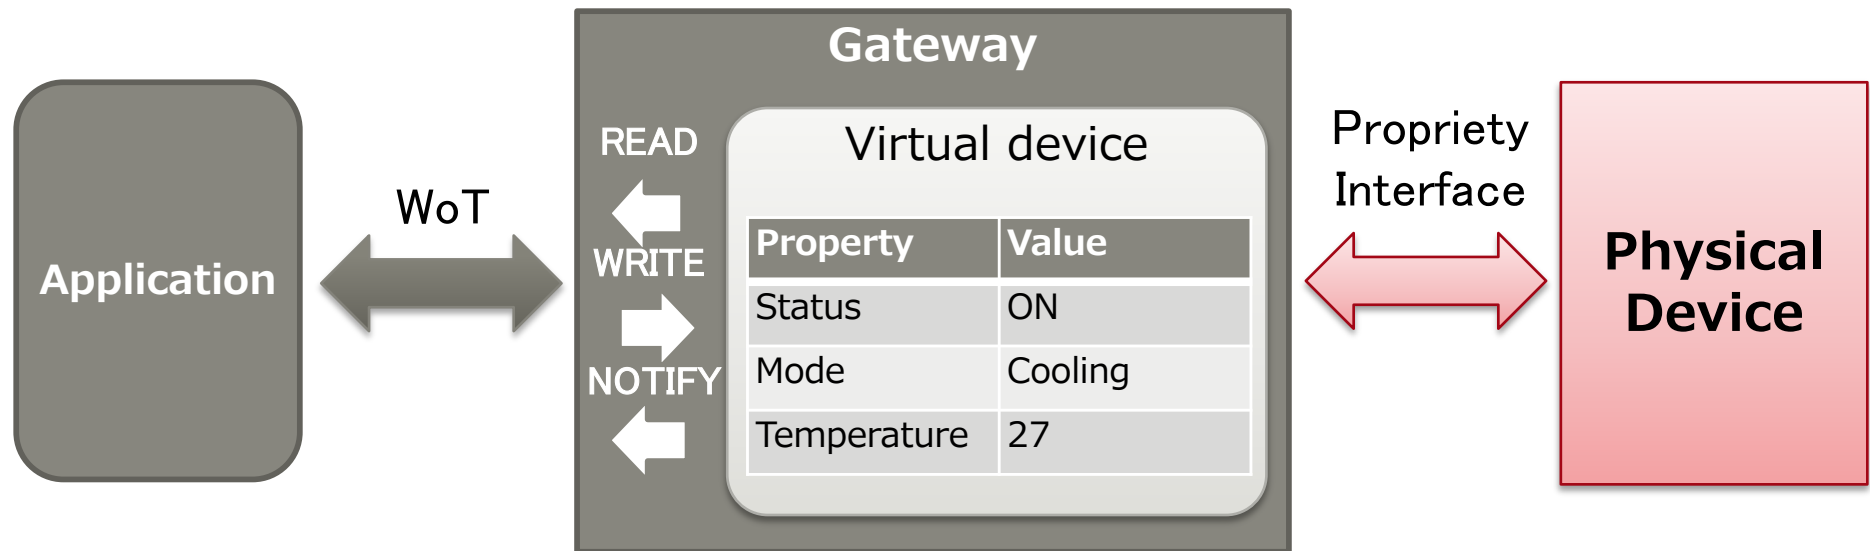 Application
WoT
Gateway
READ
WRITE
NOTIFY
Virtual device
Property Value
Status ON
Mode Cooling
Temperature 27
Propriety
Interface
Physical
Device